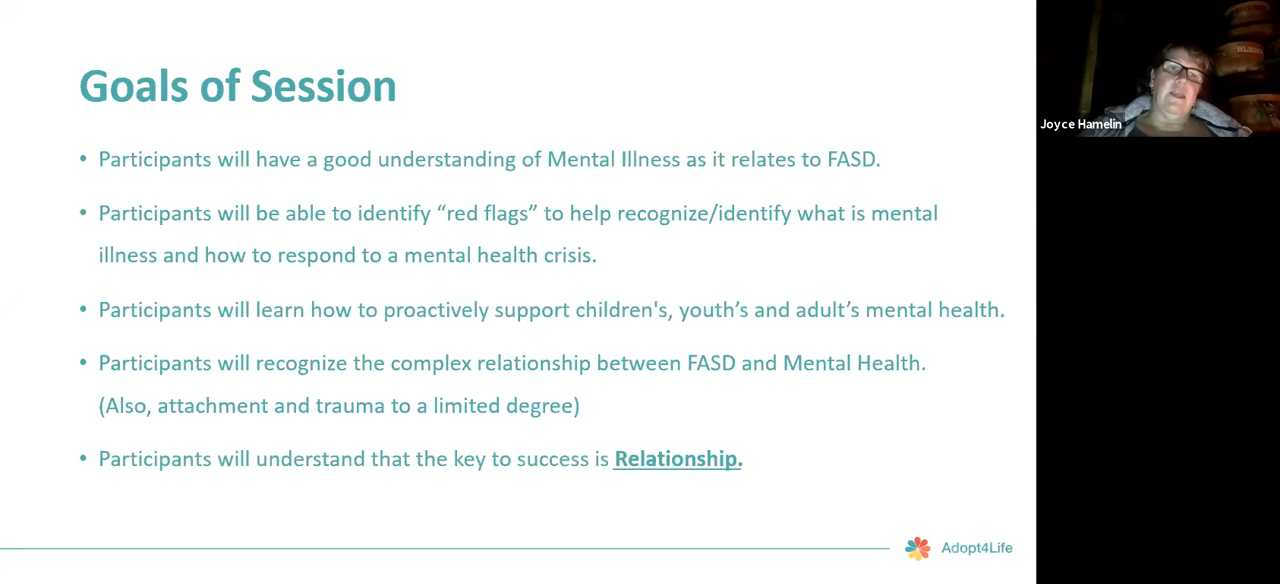 Goals of Session
• Participants will have a good understanding of Mental Illness as it relates to FASD.
• Participants will be able to identify “red flags” to help recognize/identify what is mental
illness and how to respond to a mental health crisis.
• Participants will learn how to proactively support children's, youth’s and adult’s mental health.
• Participants will recognize the complex relationship between FASD and Mental Health.
(Also, attachment and trauma to a limited degree)
• Participants will understand that the key to success is Relationship.
Adopt4Life
Joyce Hamelin